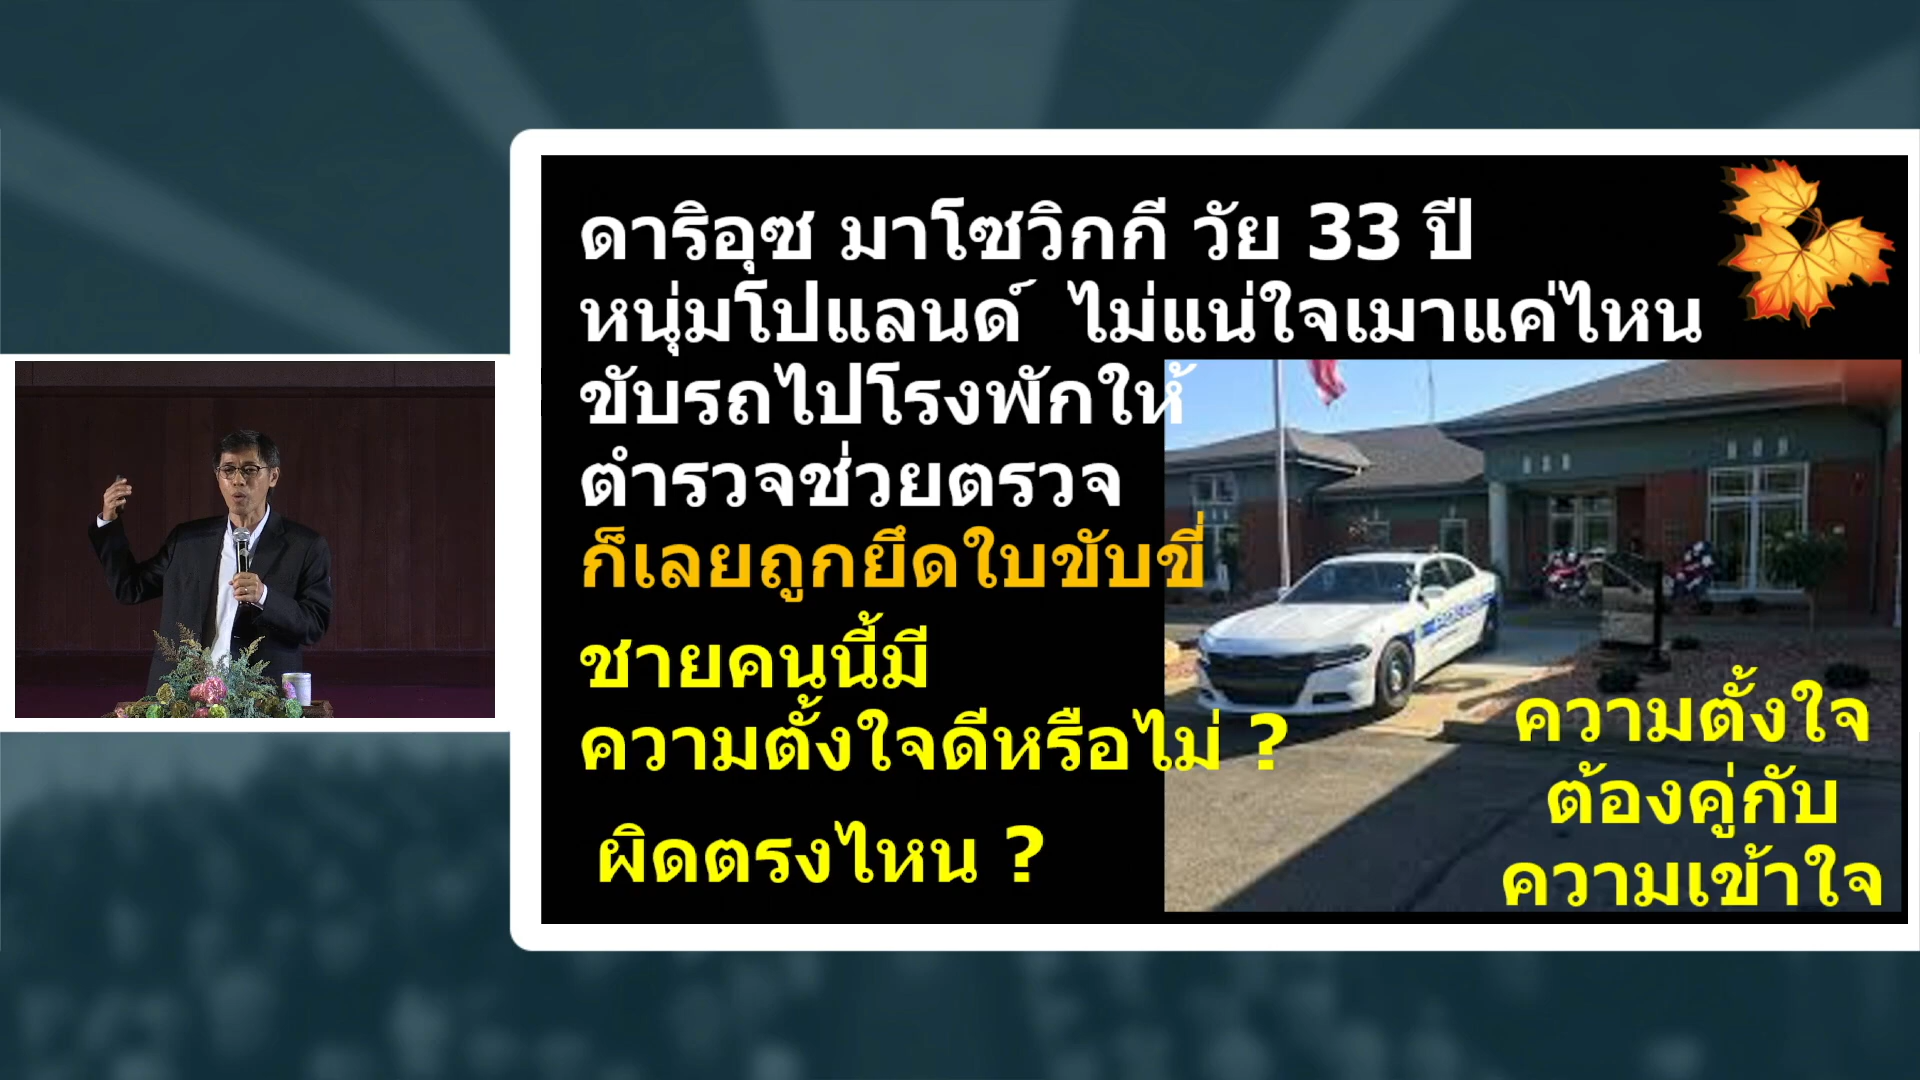 ดาริอุซ มาโซวิกกี วัย 33 ปี
หนุ่มโปแลนด์ ไม่แน่ใจเมาแค่ไหน
ขับรถไปโรงพักให้
ตำรวจช่วยตรวจ
ก็เลยถูกยึดใบขับขี่
ชายคนนี้มี
ความตั้งใจดีหรือไม่ ?
ผิดตรงไหน ?
ความตั้งใจ
ต้องคู่กับ
ความเข้าใจ